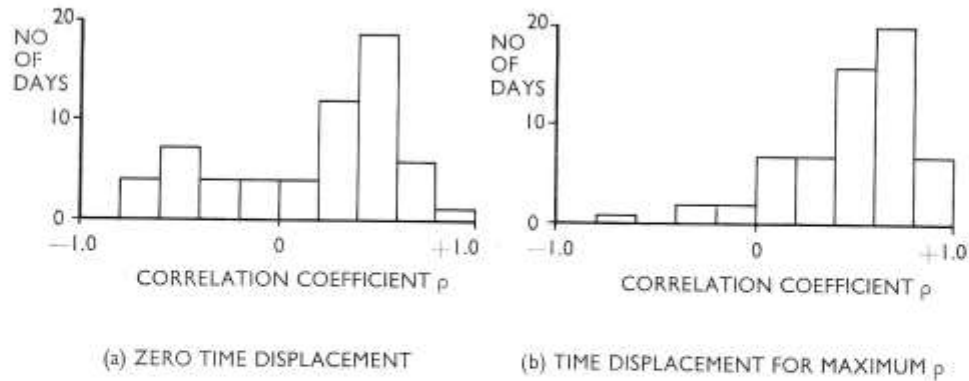 20
NO
OF
DAYS
10
0
−1.0
0
+1.0
CORRELATION COEFFICIENT ρ
(a) ZERO TIME DISPLACEMENT
20
NO
OF
DAYS
10
0
−1.0
0
+1.0
CORRELATION COEFFICIENT ρ
(b) TIME DISPLACEMENT FOR MAXIMUM ρ